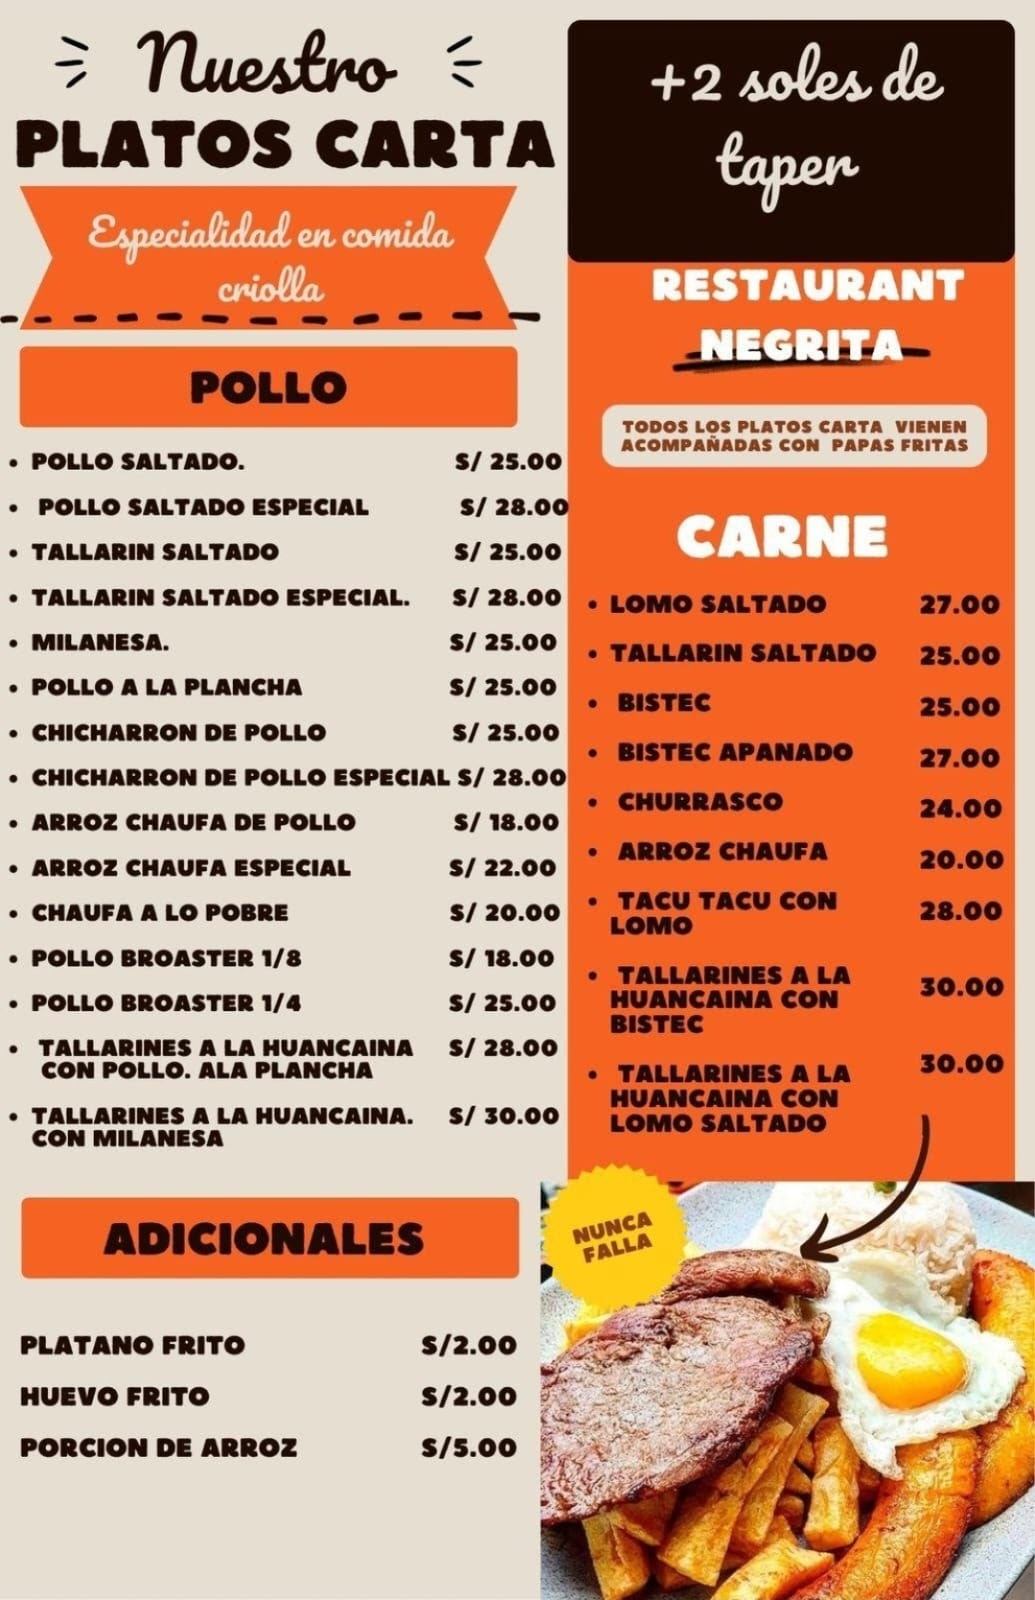 Nuestro
PLATOS CARTA
Especialidad en comida
criolla
POLLO
• POLLO SALTADO. S/ 25.00
• POLLO SALTADO ESPECIAL S/ 28.00
• TALLARIN SALTADO S/ 25.00
• TALLARIN SALTADO ESPECIAL. S/ 28.00
• MILANESA. S/ 25.00
• POLLO A LA PLANCHA S/ 25.00
• CHICHARRON DE POLLO S/ 25.00
• CHICHARRON DE POLLO ESPECIAL S/ 28.00
• ARROZ CHAUFA DE POLLO S/ 18.00
• ARROZ CHAUFA ESPECIAL S/ 22.00
• CHAUFA A LO POBRE S/ 20.00
• POLLO BROASTER 1/8 S/ 18.00
• POLLO BROASTER 1/4 S/ 25.00
• TALLARINES A LA HUANCAINA S/ 28.00
CON POLLO. ALA PLANCHA
• TALLARINES A LA HUANCAINA. S/ 30.00
CON MILANESA
ADICIONALES
PLATANO FRITO S/2.00
HUEVO FRITO S/2.00
PORCION DE ARROZ S/5.00
+2 soles de
taper
RESTAURANT
NEGRITA
TODOS LOS PLATOS CARTA VIENEN
ACOMPAÑADAS CON PAPAS FRITAS
CARNE
• LOMO SALTADO 27.00
• TALLARIN SALTADO 25.00
• BISTEC 25.00
• BISTEC APANADO 27.00
• CHURRASCO 24.00
• ARROZ CHAUFA 20.00
• TACU TACU CON 28.00
LOMO
• TALLARINES A LA
HUANCAINA CON 30.00
BISTEC
• TALLARINES A LA 30.00
HUANCAINA CON
LOMO SALTADO
NUNCA
FALLA